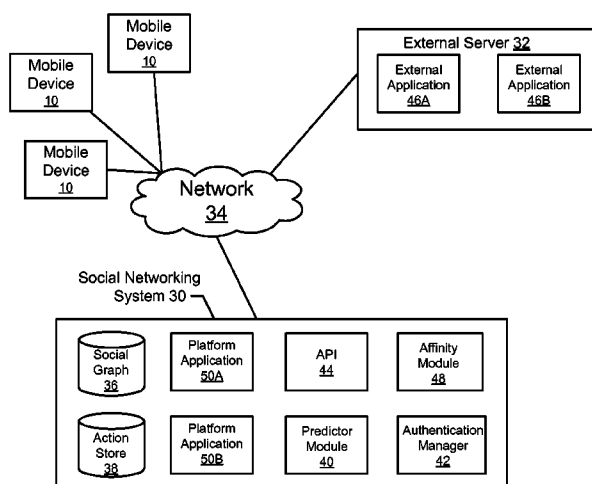 Mobile
Device
10
Mobile
Device
10
Mobile
Device
10
External Server 32
External
Application
46A
External
Application
46B
Network
34
Social Networking
System 30
Social
Graph
36
Platform
Application
50A
API
44
Affinity
Module
48
Action
Store
38
Platform
Application
50B
Predictor
Module
40
Authentication
Manager
42